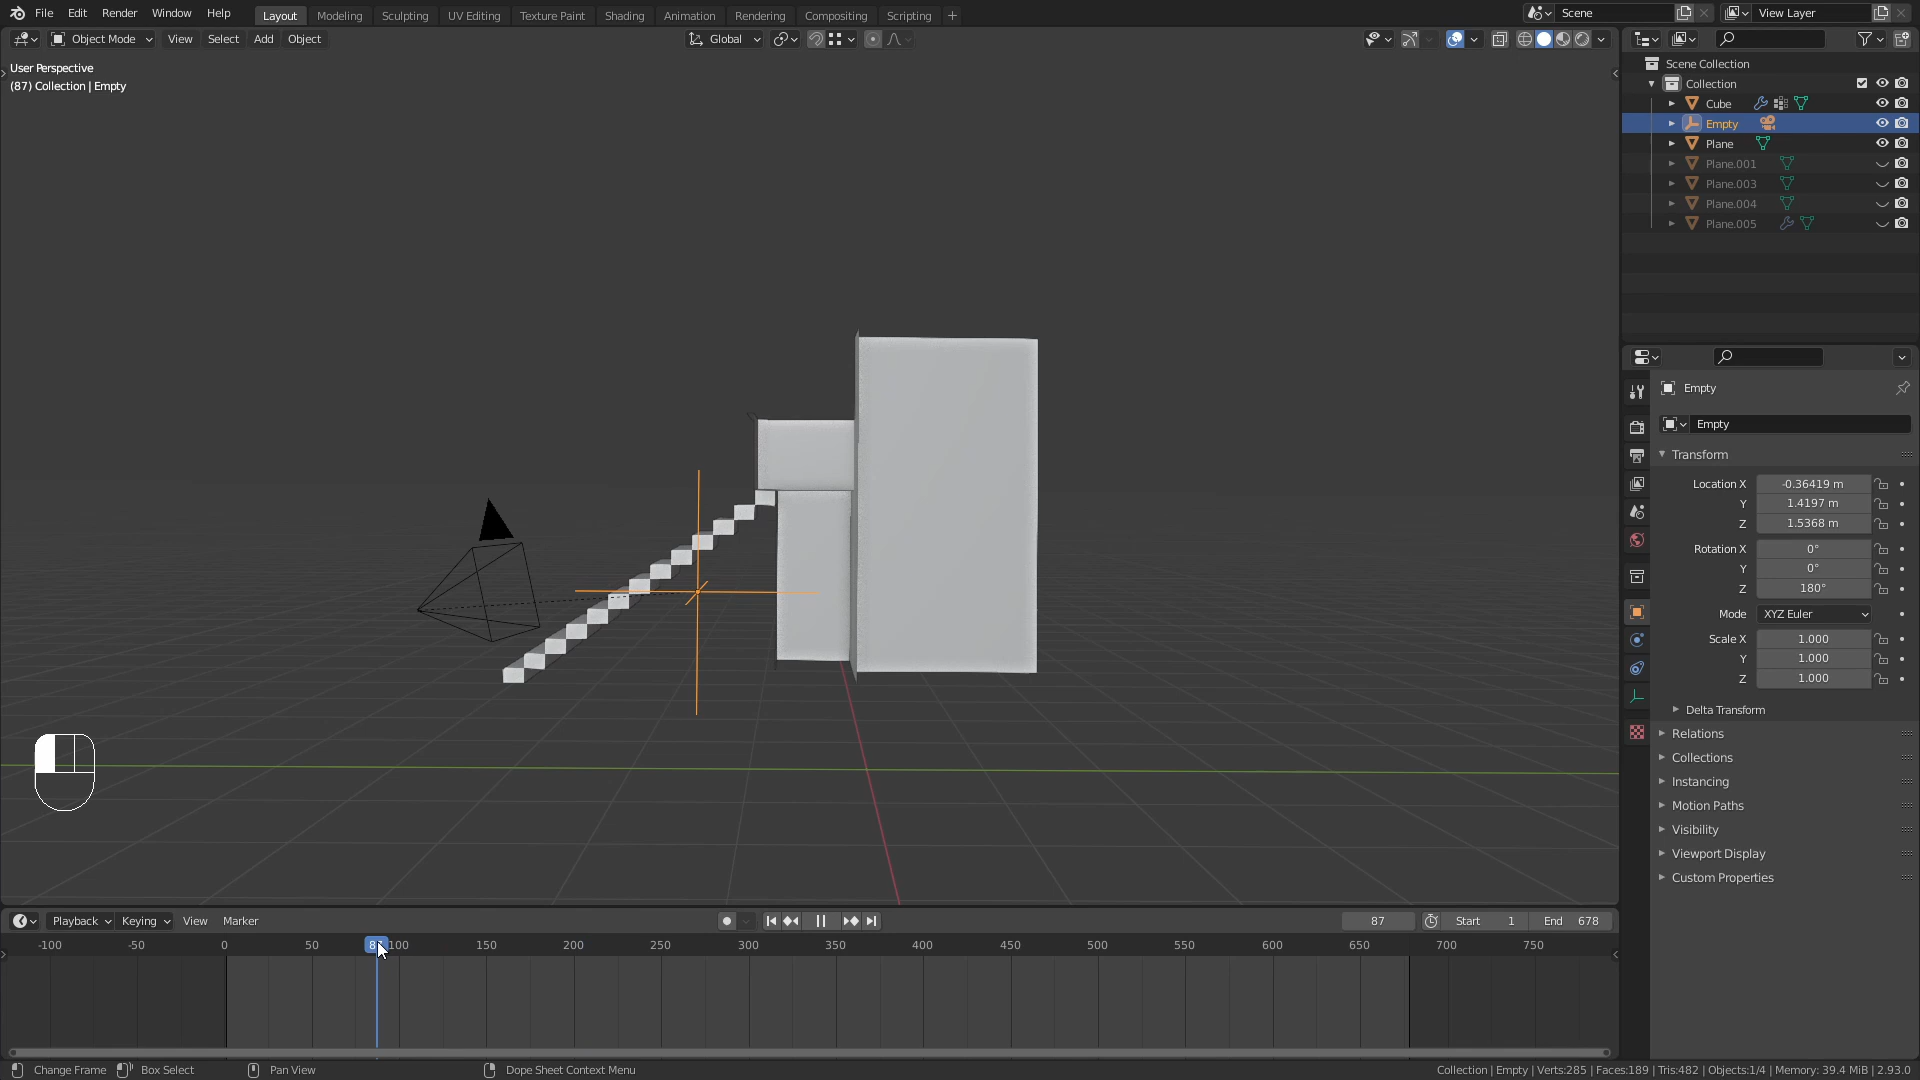 File Edit Render Window Help Layout Modeling Sculpting UV Editing Texture Paint Shading Animation Rendering Compositing Scripting + Scene View Layer
Object Mode View Select Add Object Global
User Perspective
(87) Collection | Empty
Scene Collection
Collection
Cube
Empty
Plane
Plane.001
Plane.003
Plane.004
Plane.005
Empty
Empty
Transform
Location X -0.36419 m
Y 1.4197 m
Z 1.5368 m
Rotation X 0°
Y 0°
Z 180°
Mode XYZ Euler
Scale X 1.000
Y 1.000
Z 1.000
Delta Transform
Relations
Collections
Instancing
Motion Paths
Visibility
Viewport Display
Custom Properties
Playback Keying View Marker 87 Start 1 End 678
-100 -50 0 50 100 150 200 250 300 350 400 450 500 550 600 650 700 750
Change Frame Box Select Pan View Dope Sheet Context Menu Collection | Empty | Verts:285 | Faces:189 | Tris:482 | Objects:1/4 | Memory: 39.4 MiB | 2.93.0